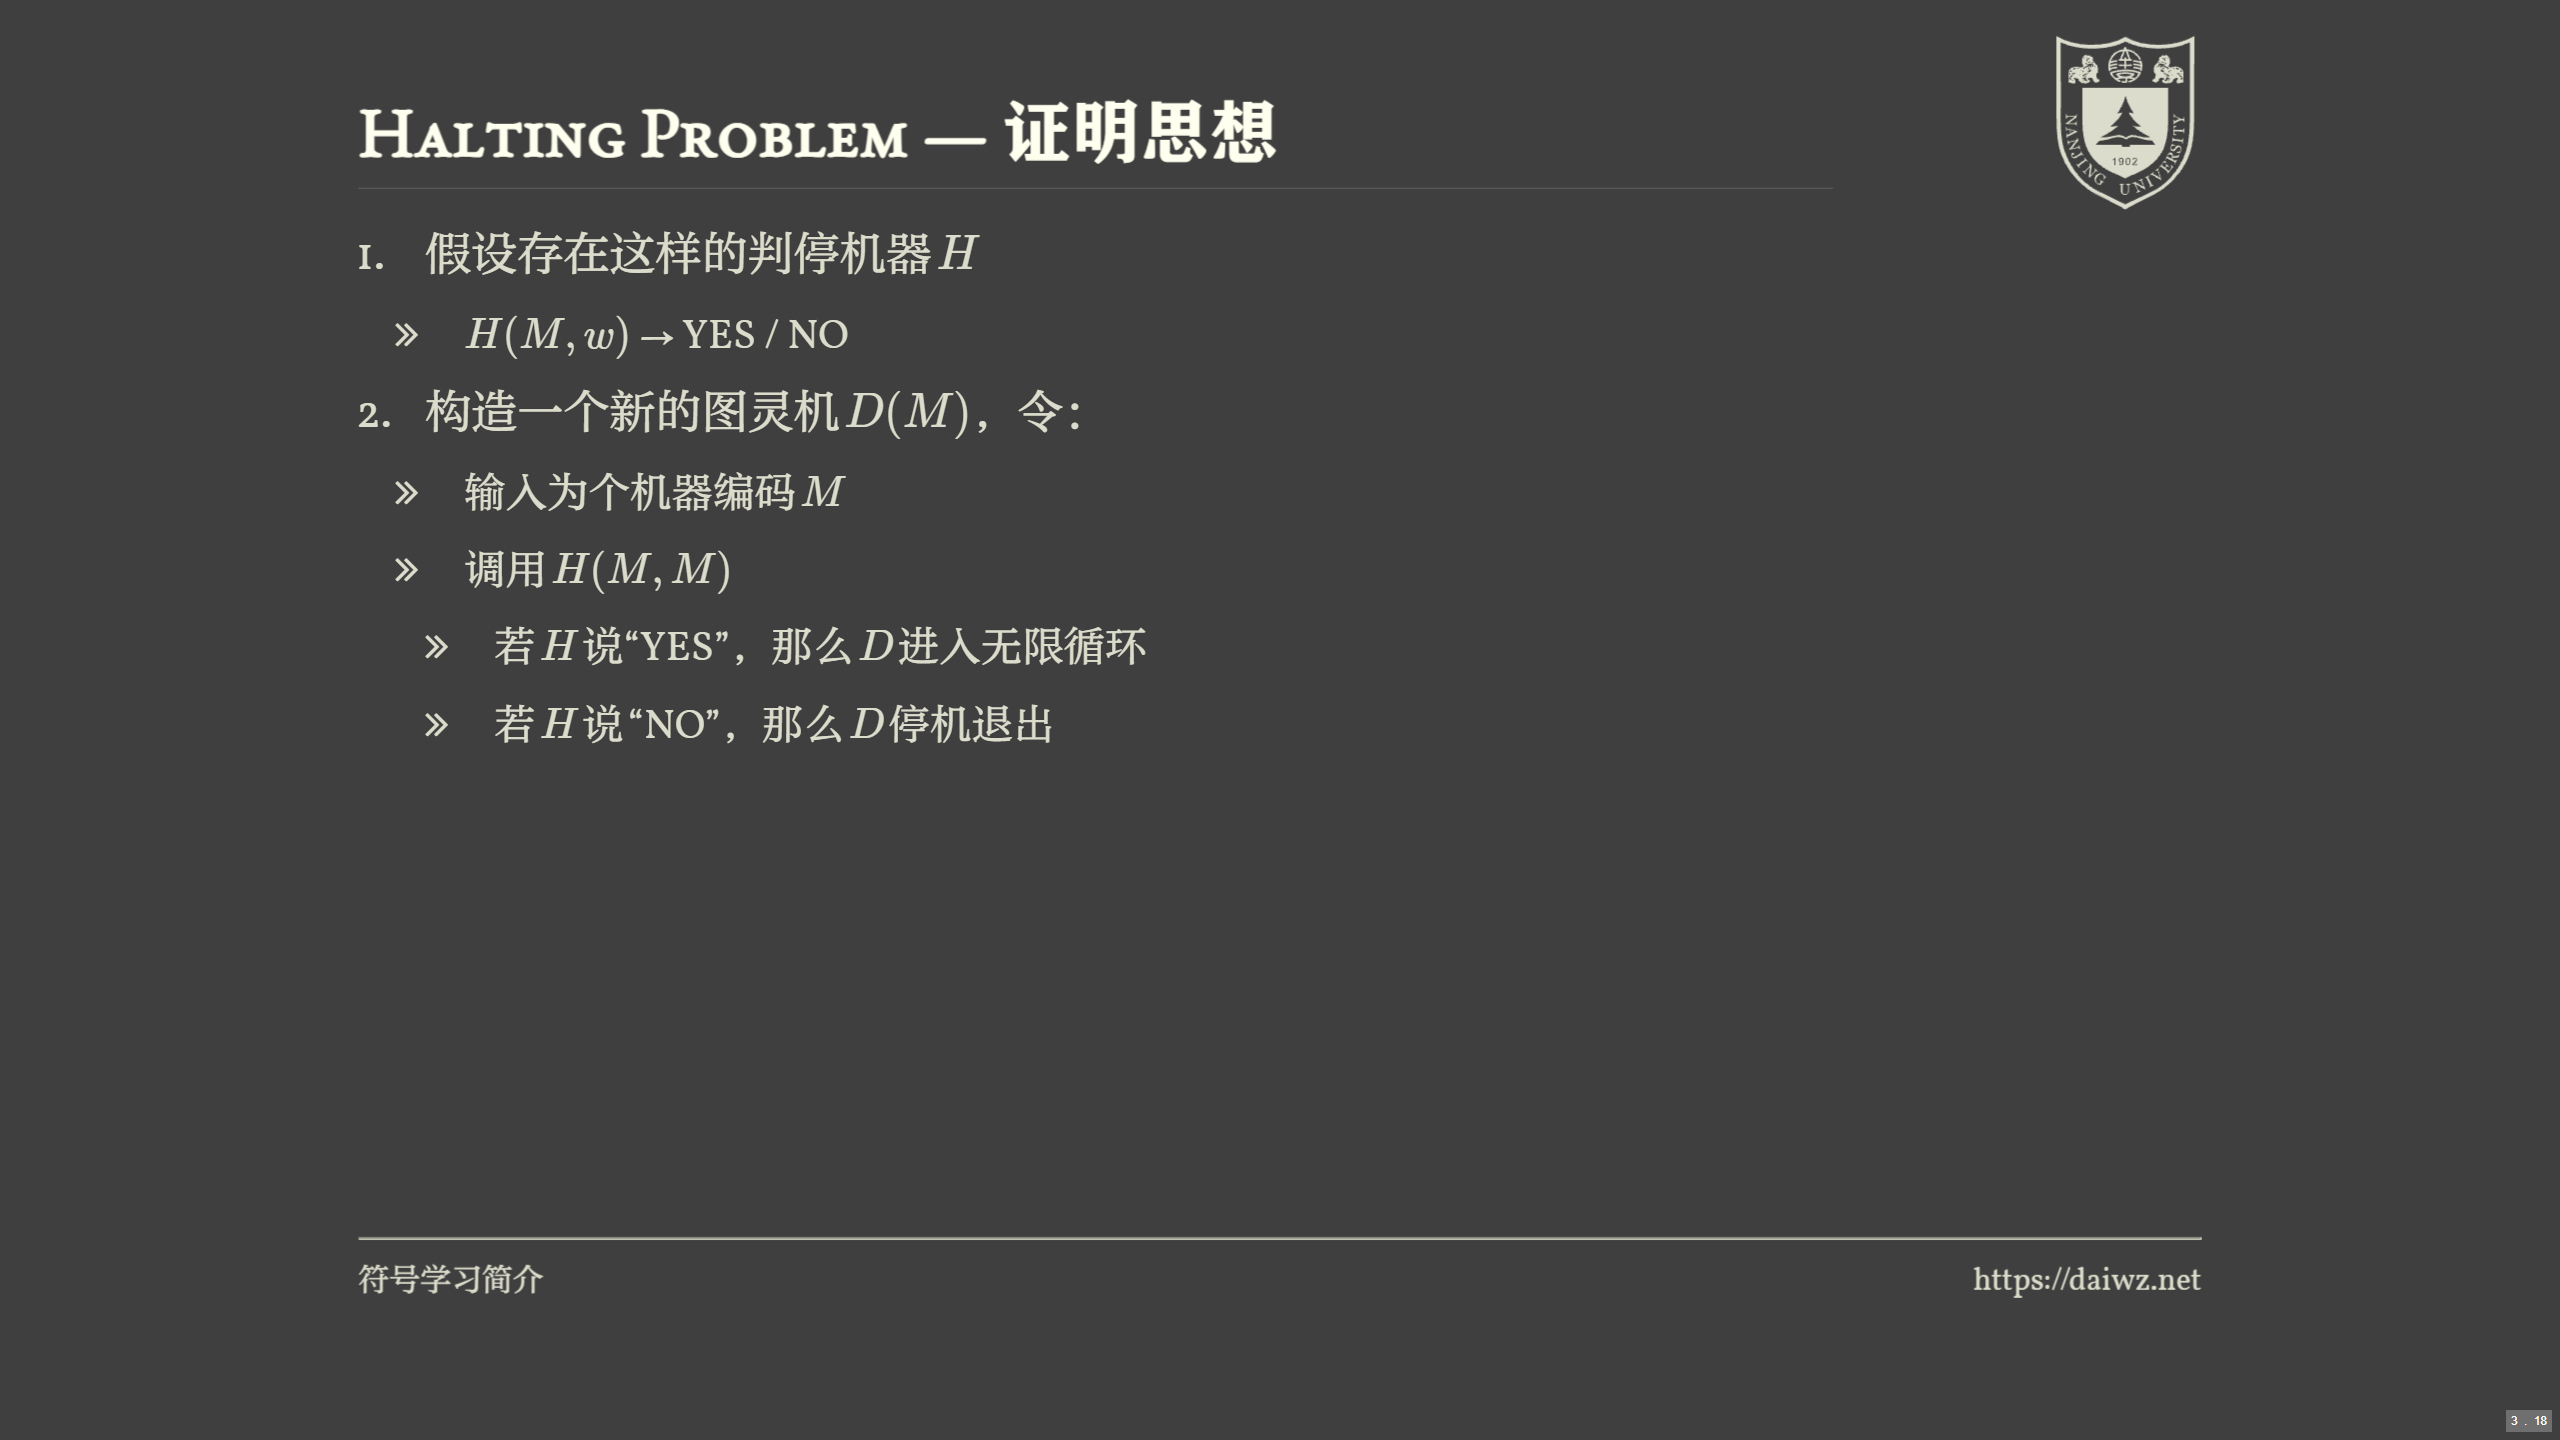 Halting Problem — 证明思想
NANJING UNIVERSITY
1902
1. 假设存在这样的判停机器 H
» H(M, w) → YES / NO
2. 构造一个新的图灵机 D(M)，令：
» 输入为个机器编码 M
» 调用 H(M, M)
» 若 H 说“YES”，那么 D 进入无限循环
» 若 H 说“NO”，那么 D 停机退出
符号学习简介
https://daiwz.net
3 . 18